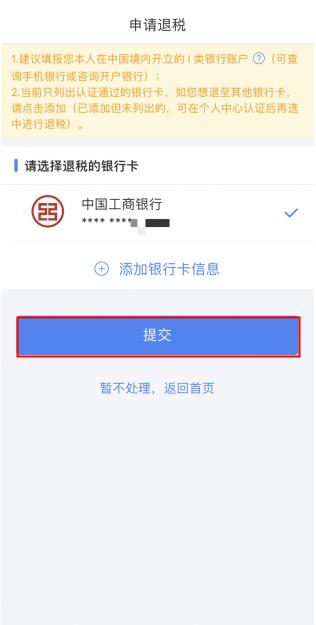 申请退税
1.建议填报您本人在中国境内开立的 I 类银行账户 ?（可查
询手机银行或咨询开户银行）；
2.当前只列出认证通过的银行卡，如您想退至其他银行卡，
请点击添加（已添加但未列出的，可在个人中心认证后再选
中进行退税）。
请选择退税的银行卡
中国工商银行
**** ****
添加银行卡信息
提交
暂不处理，返回首页